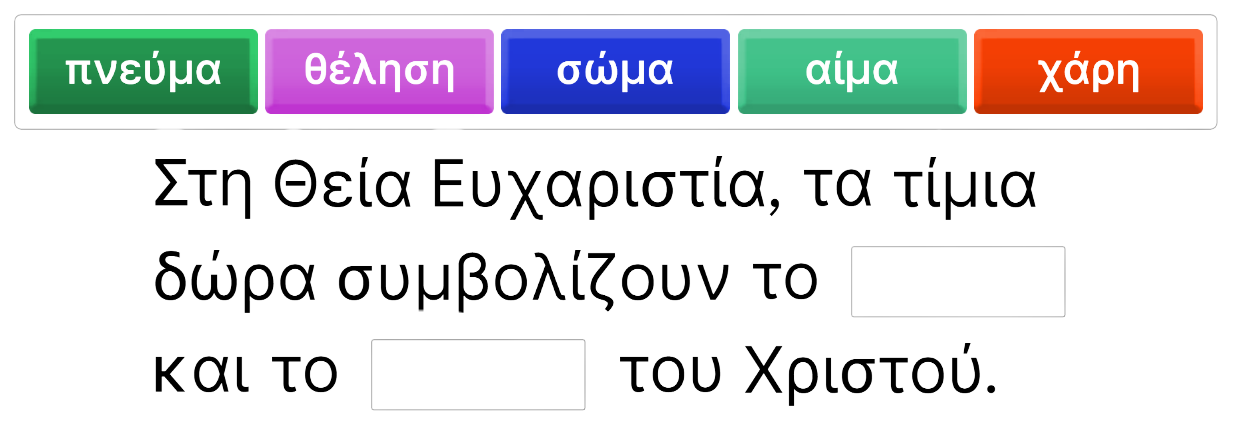 πνεύμα θέληση σώμα αίμα χάρη
Στη Θεία Ευχαριστία, τα τίμια
δώρα συμβολίζουν το
και το του Χριστού.